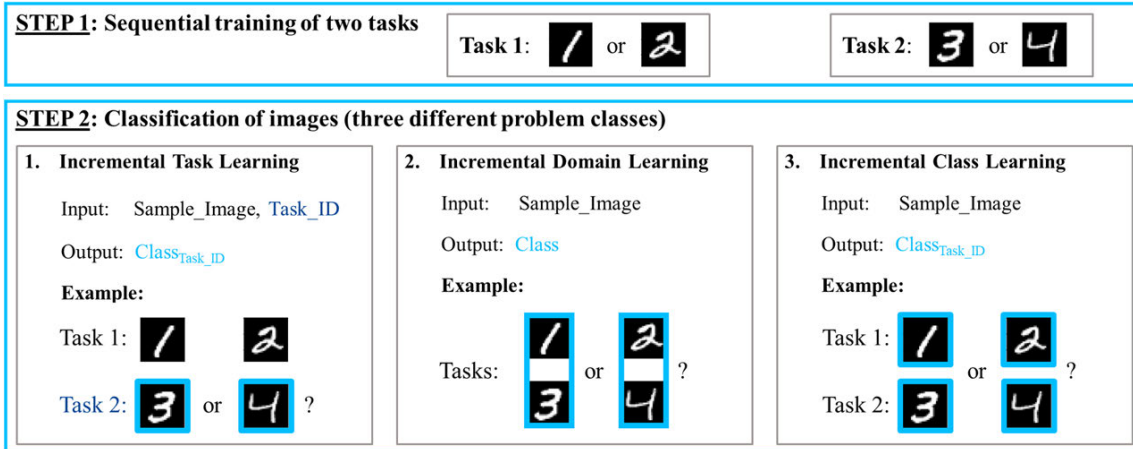 STEP 1: Sequential training of two tasks
Task 1: 1 or 2
Task 2: 3 or 4
STEP 2: Classification of images (three different problem classes)
1. Incremental Task Learning
Input: Sample_Image, Task_ID
Output: ClassTask_ID
Example:
Task 1: 1 2
Task 2: 3 or 4 ?
2. Incremental Domain Learning
Input: Sample_Image
Output: Class
Example:
1 2
Tasks: or ?
3 4
3. Incremental Class Learning
Input: Sample_Image
Output: ClassTask_ID
Example:
Task 1: 1 2
or ?
Task 2: 3 4